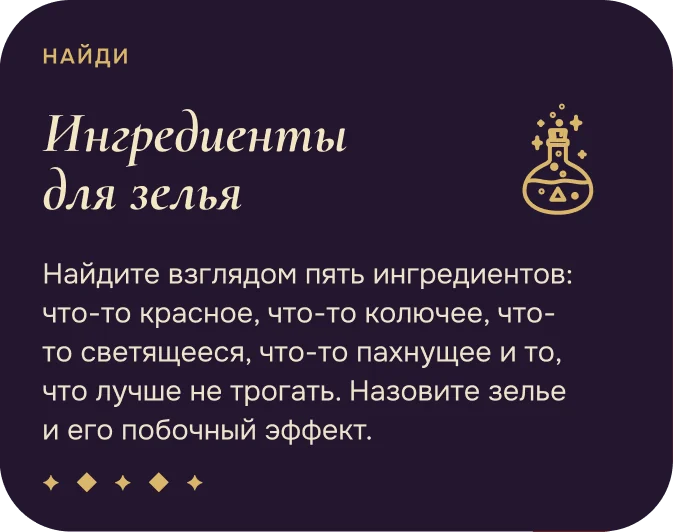 НАЙДИ
Ингредиенты
для зелья
Найдите взглядом пять ингредиентов:
что-то красное, что-то колючее, что-
то светящееся, что-то пахнущее и то,
что лучше не трогать. Назовите зелье
и его побочный эффект.